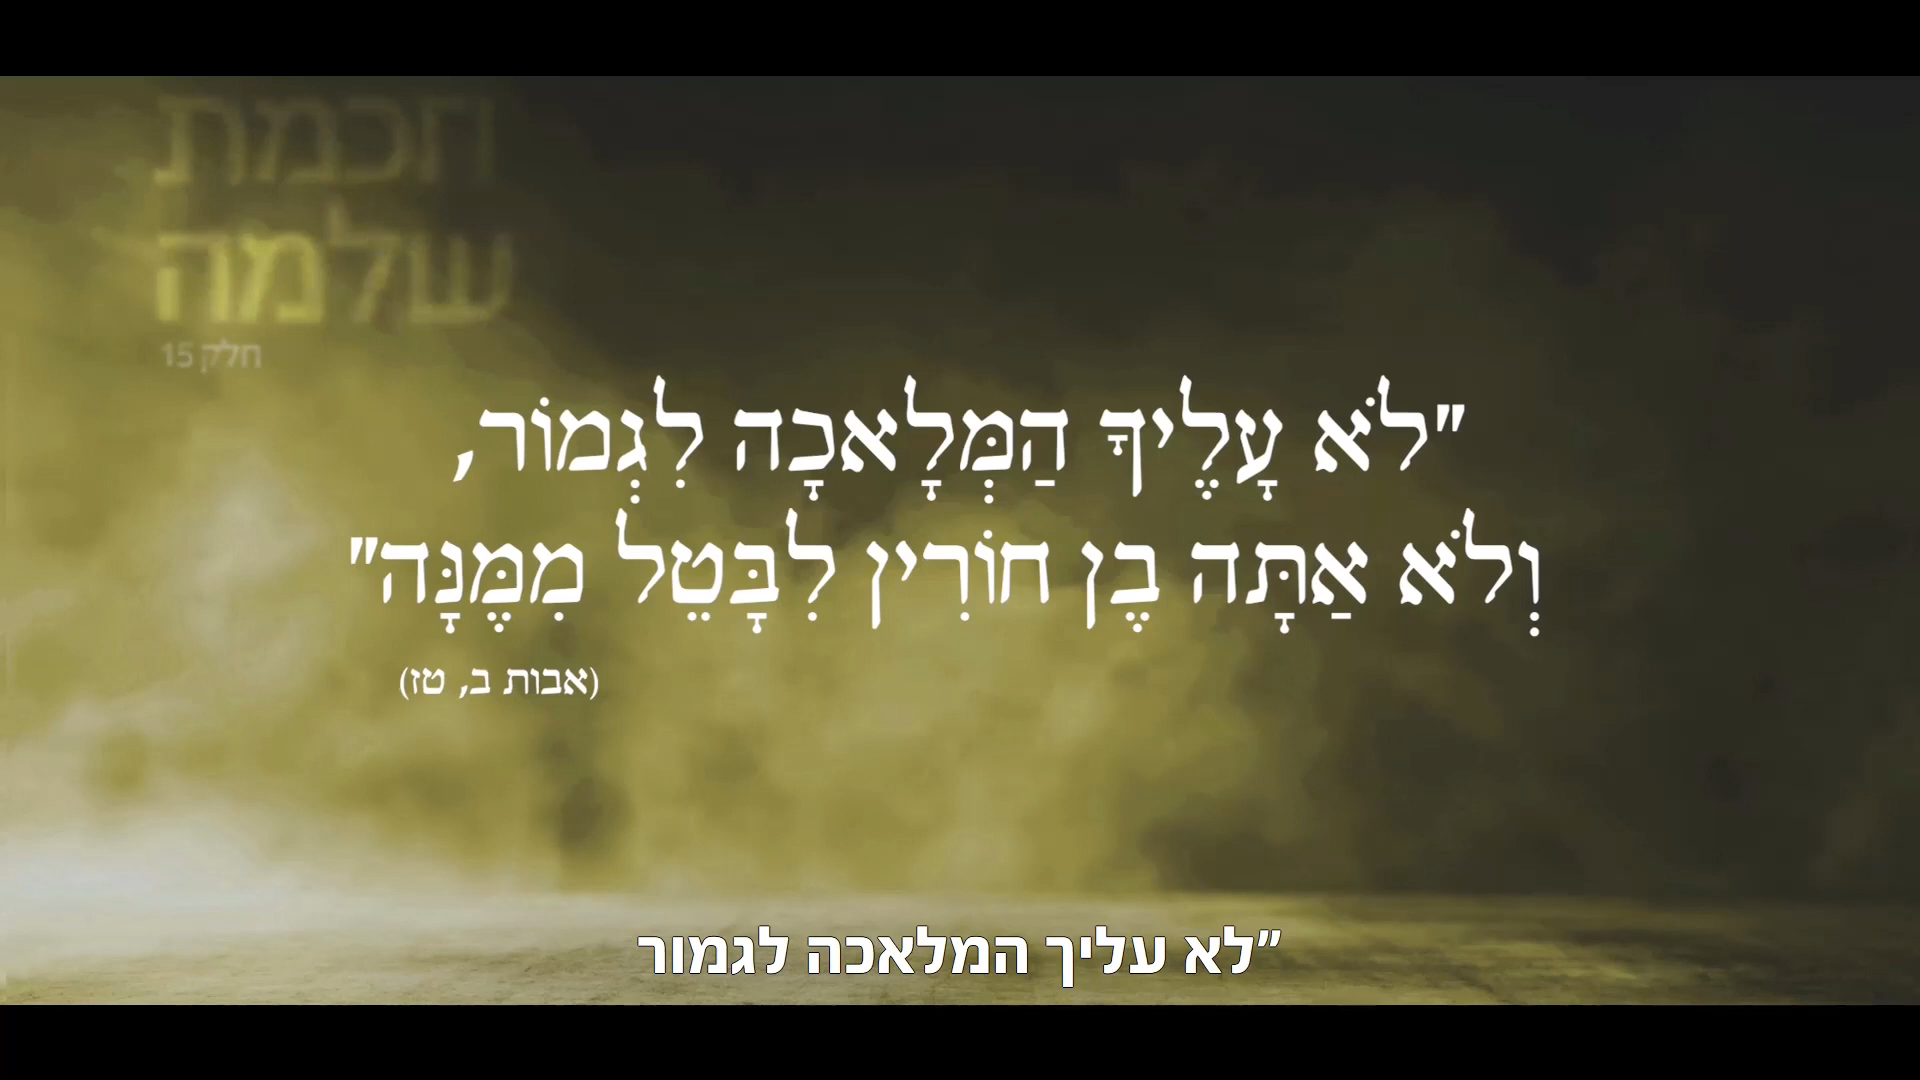 חכמת
שלמה
חלק 15
"לֹא עָלֶיךָ הַמְּלָאכָה לִגְמוֹר,
וְלֹא אַתָּה בֶן חוֹרִין לִבָּטֵל מִמֶּנָּה"
(אבות ב, טז)
"לא עליך המלאכה לגמור